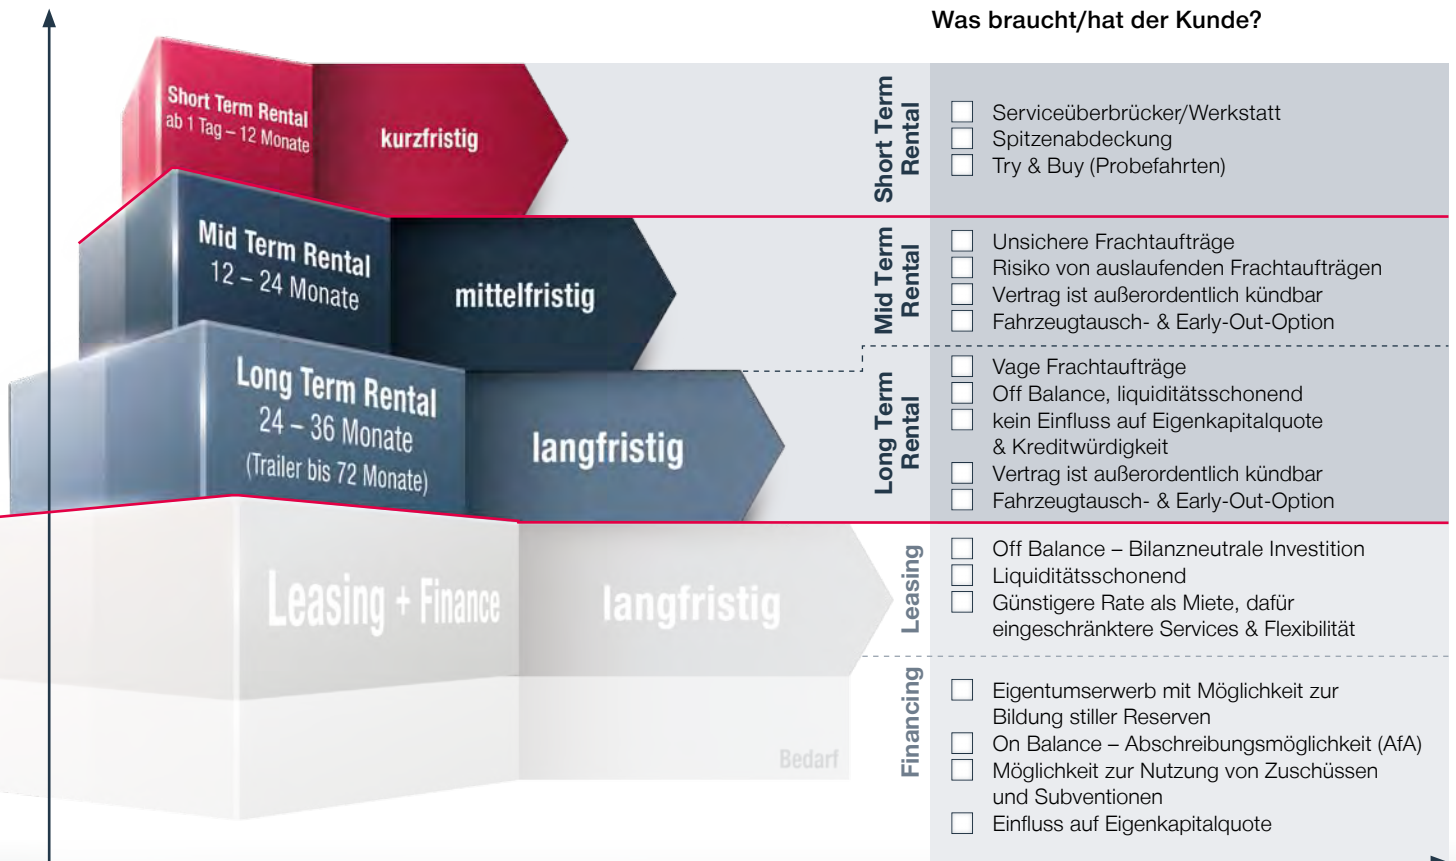 Was braucht/hat der Kunde?
Short Term Rental
ab 1 Tag – 12 Monate
kurzfristig
Short Term
Rental
Serviceüberbrücker/Werkstatt
Spitzenabdeckung
Try & Buy (Probefahrten)
Mid Term Rental
12 – 24 Monate
mittelfristig
Mid Term
Rental
Unsichere Frachtaufträge
Risiko von auslaufenden Frachtaufträgen
Vertrag ist außerordentlich kündbar
Fahrzeugtausch- & Early-Out-Option
Long Term Rental
24 – 36 Monate
(Trailer bis 72 Monate)
langfristig
Long Term
Rental
Vage Frachtaufträge
Off Balance, liquiditätsschonend
kein Einfluss auf Eigenkapitalquote
& Kreditwürdigkeit
Vertrag ist außerordentlich kündbar
Fahrzeugtausch- & Early-Out-Option
Leasing + Finance
langfristig
Leasing
Off Balance – Bilanzneutrale Investition
Liquiditätsschonend
Günstigere Rate als Miete, dafür
eingeschränktere Services & Flexibilität
Bedarf
Financing
Eigentumserwerb mit Möglichkeit zur
Bildung stiller Reserven
On Balance – Abschreibungsmöglichkeit (AfA)
Möglichkeit zur Nutzung von Zuschüssen
und Subventionen
Einfluss auf Eigenkapitalquote